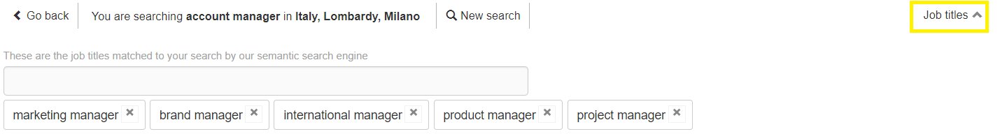 Go back You are searching account manager in Italy, Lombardy, Milano New search Job titles
These are the job titles matched to your search by our semantic search engine
marketing manager × brand manager × international manager × product manager × project manager ×